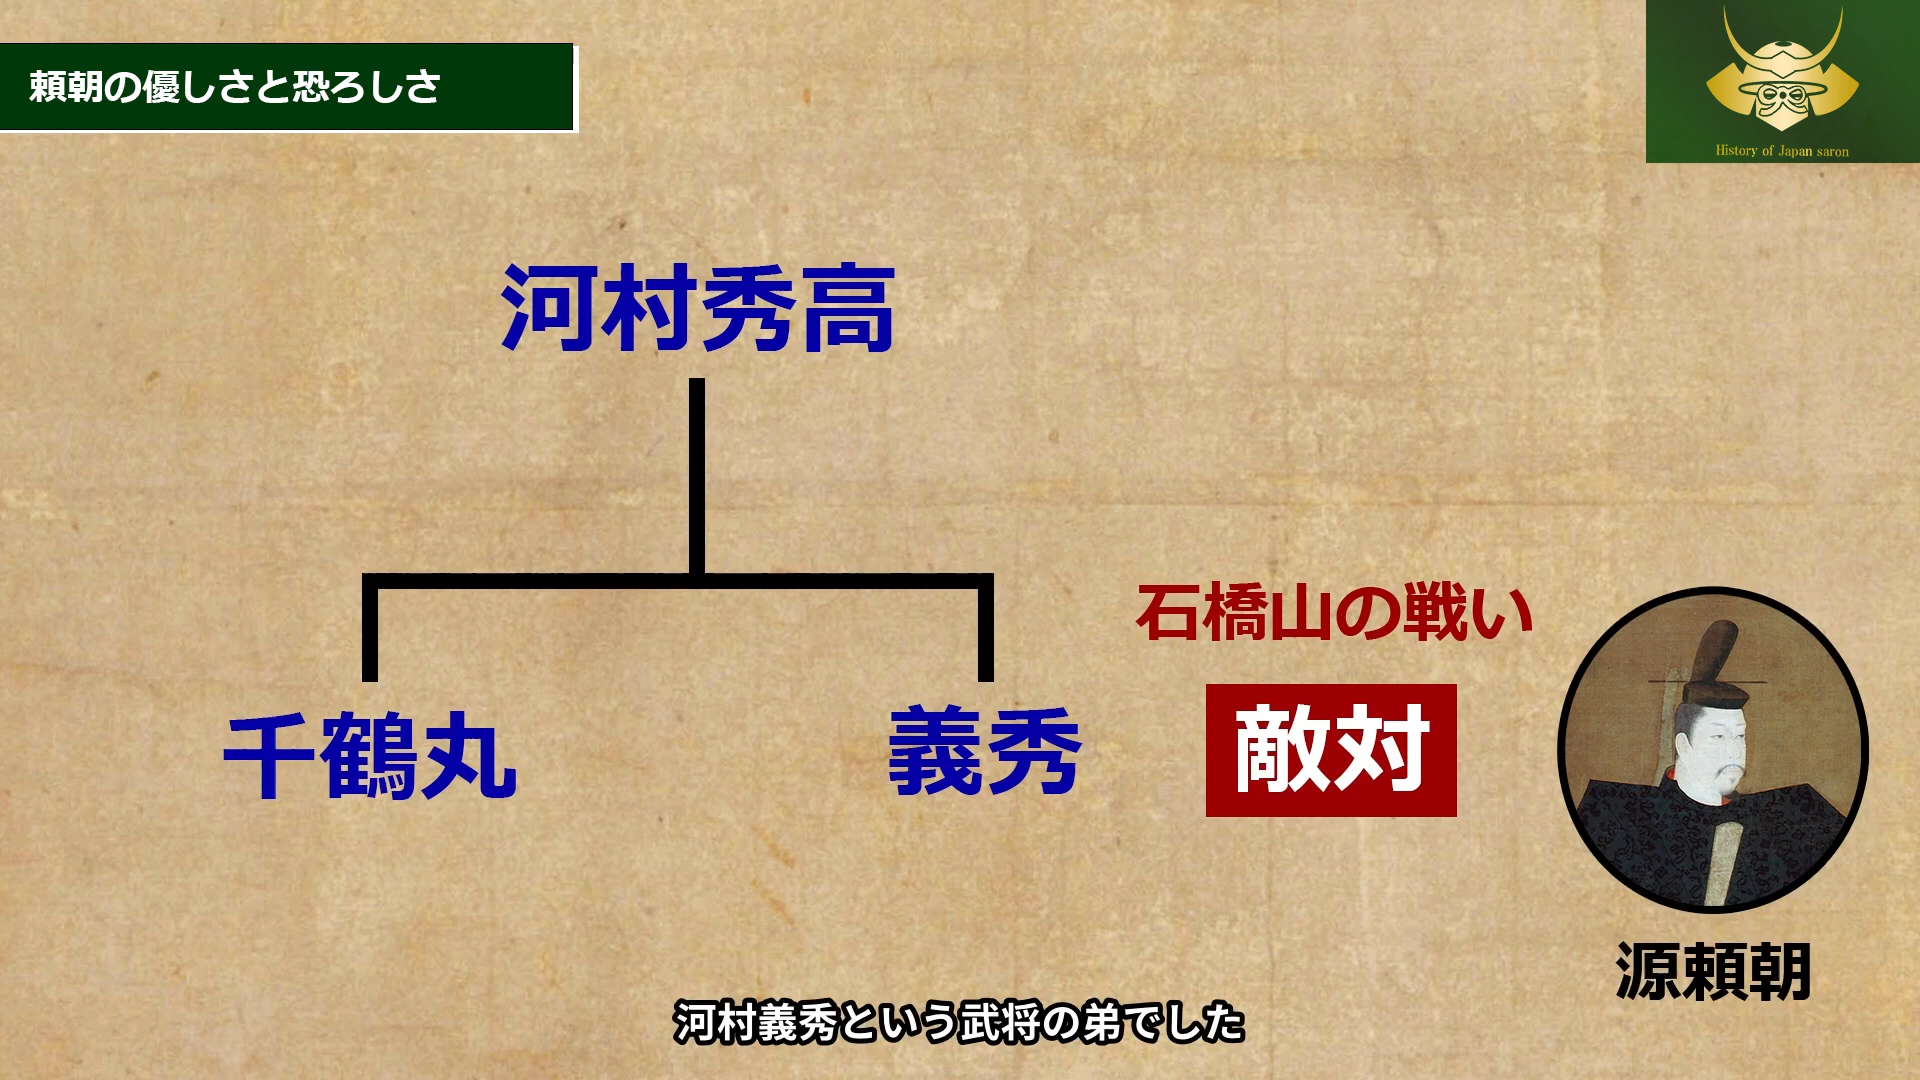 頼朝の優しさと恐ろしさ
History of Japan saron
河村秀高
千鶴丸
義秀
石橋山の戦い
敵対
源頼朝
河村義秀という武将の弟でした